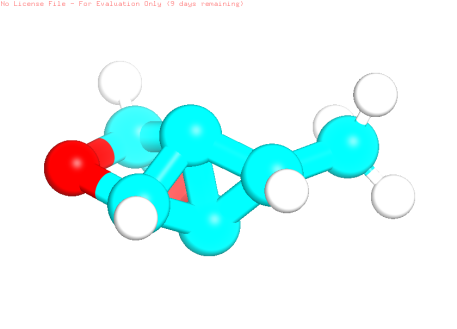 No License File - For Evaluation Only (9 days remaining)